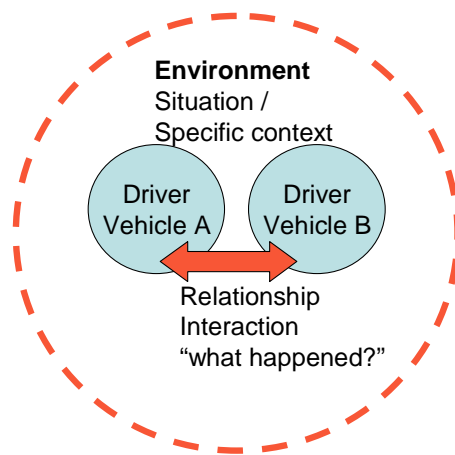 Environment
Situation /
Specific context
Driver
Vehicle A
Driver
Vehicle B
Relationship
Interaction
“what happened?”